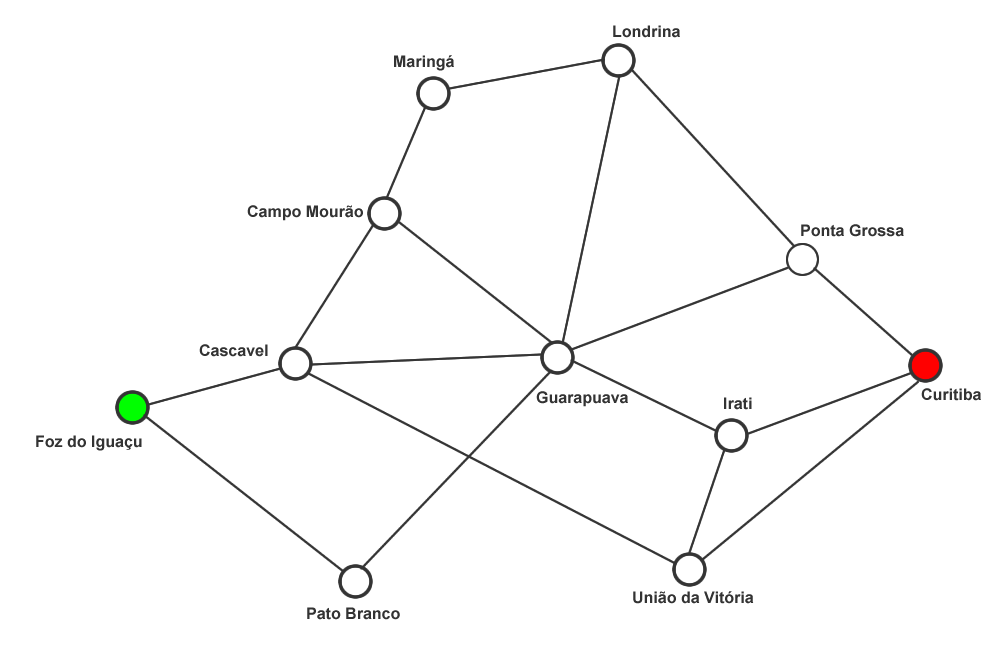 Londrina
Maringá
Campo Mourão
Ponta Grossa
Cascavel
Guarapuava
Curitiba
Irati
Foz do Iguaçu
União da Vitória
Pato Branco